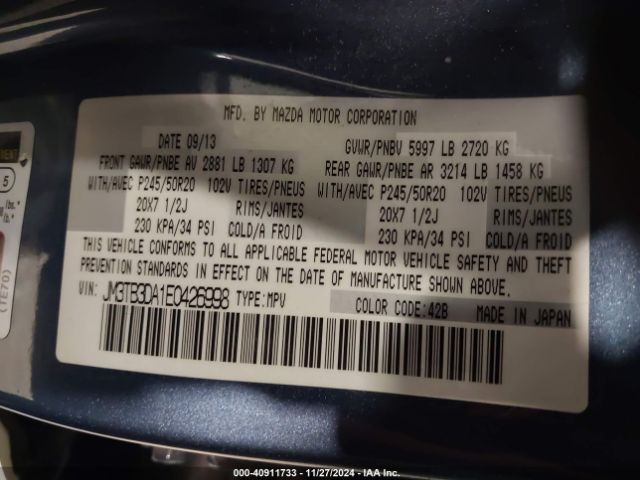 MFD. BY MAZDA MOTOR CORPORATION
DATE 09/13 GVWR/PNBV 5997 LB 2720 KG
FRONT GAWR/PNBE AV 2881 LB 1307 KG REAR GAWR/PNBE AR 3214 LB 1458 KG
WITH/AVEC P245/50R20 102V TIRES/PNEUS WITH/AVEC P245/50R20 102V TIRES/PNEUS
20X7 1/2J RIMS/JANTES 20X7 1/2J RIMS/JANTES
230 KPA/34 PSI COLD/A FROID 230 KPA/34 PSI COLD/A FROID
THIS VEHICLE CONFORMS TO ALL APPLICABLE FEDERAL MOTOR VEHICLE SAFETY AND THEFT
PREVENTION STANDARDS IN EFFECT ON THE DATE OF MANUFACTURE SHOWN ABOVE.
VIN: JM3TB3DA1E0426998 TYPE:MPV COLOR CODE:42B MADE IN JAPAN
5
lbs.*
lb.*
(TE70)
000-40911733 - 11/27/2024 - IAA Inc.